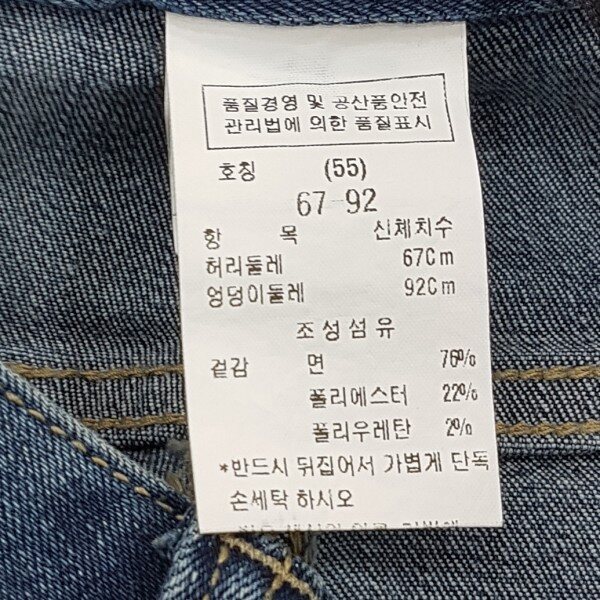 품질경영 및 공산품안전
관리법에 의한 품질표시
호칭 (55)
67-92
항 목 신체치수
허리둘레 67Cm
엉덩이둘레 92Cm
조성섬유
겉감 면 76%
폴리에스터 22%
폴리우레탄 2%
*반드시 뒤집어서 가볍게 단독
손세탁 하시오